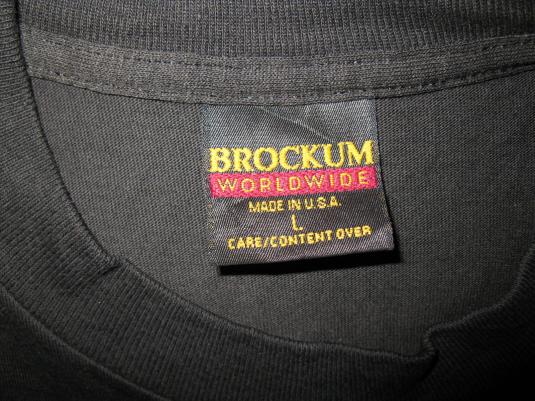 BROCKUM
WORLDWIDE
MADE IN U.S.A.
L
CARE/CONTENT OVER